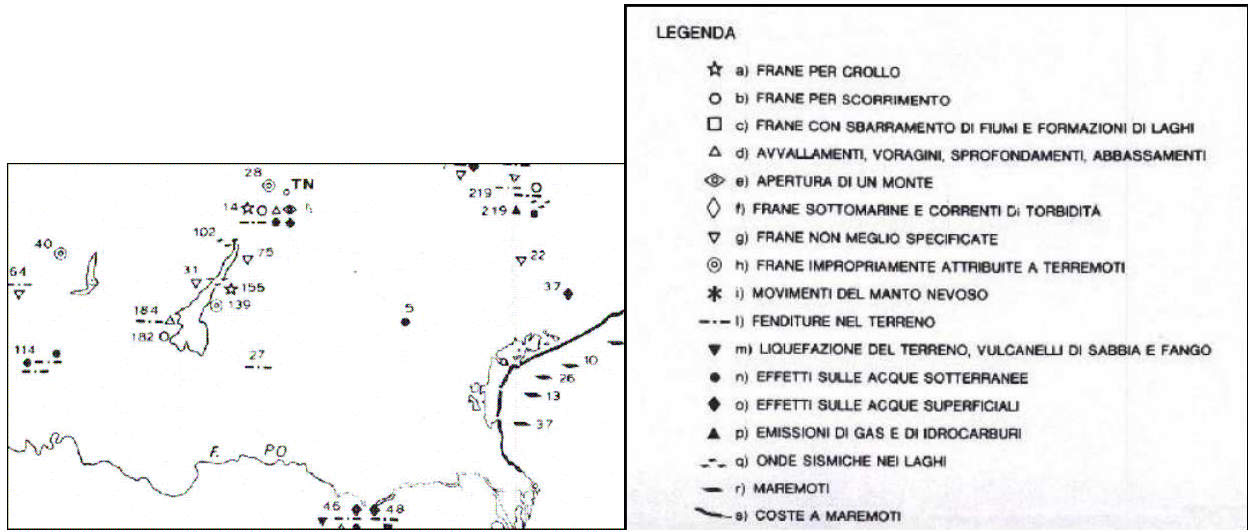 28
TN
14
219
219
102
40
75
22
64
31
155
37
139
184
5
182
114
27
10
26
13
37
F. PO
46
48
LEGENDA
a) FRANE PER CROLLO
b) FRANE PER SCORRIMENTO
c) FRANE CON SBARRAMENTO DI FIUMI E FORMAZIONI DI LAGHI
d) AVVALLAMENTI, VORAGINI, SPROFONDAMENTI, ABBASSAMENTI
e) APERTURA DI UN MONTE
f) FRANE SOTTOMARINE E CORRENTI DI TORBIDITÀ
g) FRANE NON MEGLIO SPECIFICATE
h) FRANE IMPROPRIAMENTE ATTRIBUITE A TERREMOTI
i) MOVIMENTI DEL MANTO NEVOSO
l) FENDITURE NEL TERRENO
m) LIQUEFAZIONE DEL TERRENO, VULCANELLI DI SABBIA E FANGO
n) EFFETTI SULLE ACQUE SOTTERRANEE
o) EFFETTI SULLE ACQUE SUPERFICIALI
p) EMISSIONI DI GAS E DI IDROCARBURI
q) ONDE SISMICHE NEI LAGHI
r) MAREMOTI
s) COSTE A MAREMOTI